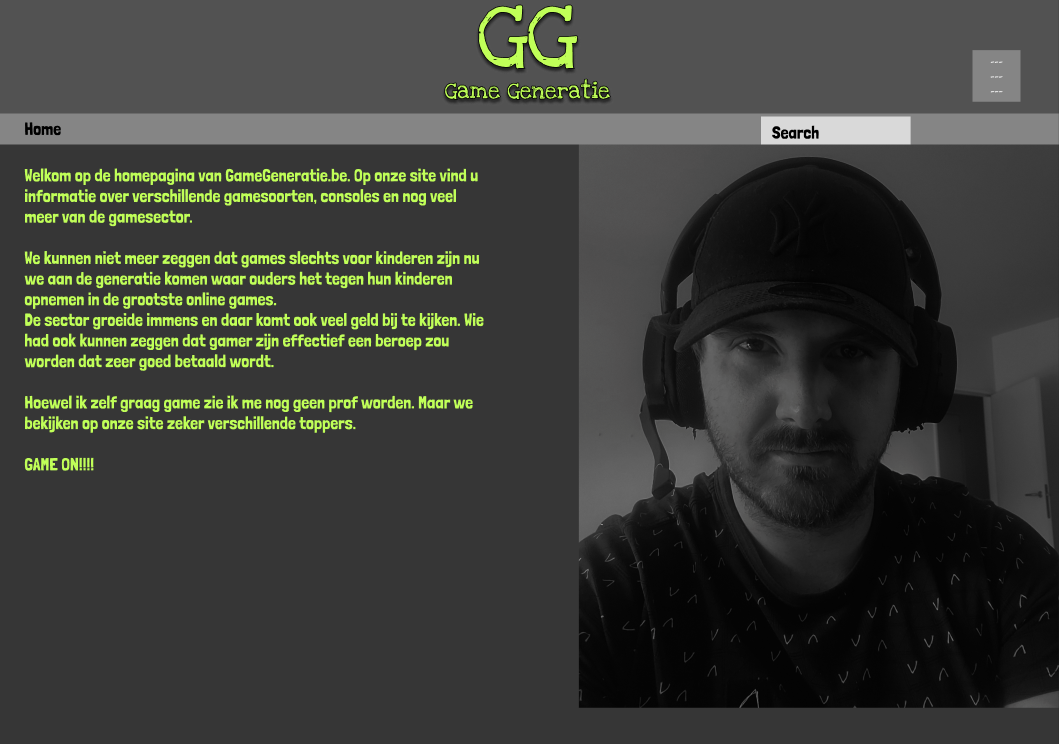 GG
Game Generatie
---
---
---
Home
Search
Welkom op de homepagina van GameGeneratie.be. Op onze site vind u
informatie over verschillende gamesoorten, consoles en nog veel
meer van de gamesector.
We kunnen niet meer zeggen dat games slechts voor kinderen zijn nu
we aan de generatie komen waar ouders het tegen hun kinderen
opnemen in de grootste online games.
De sector groeide immens en daar komt ook veel geld bij te kijken. Wie
had ook kunnen zeggen dat gamer zijn effectief een beroep zou
worden dat zeer goed betaald wordt.
Hoewel ik zelf graag game zie ik me nog geen prof worden. Maar we
bekijken op onze site zeker verschillende toppers.
GAME ON!!!!
NY